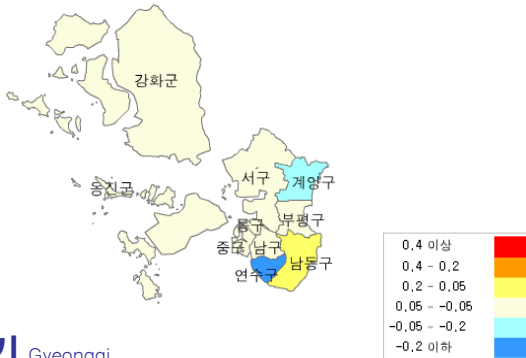 강화군
옹진군
서구
계양구
동구
부평구
중구
남구
연수구
남동구
0.4 이상
0.4 - 0.2
0.2 - 0.05
0.05 - -0.05
-0.05 - -0.2
-0.2 이하